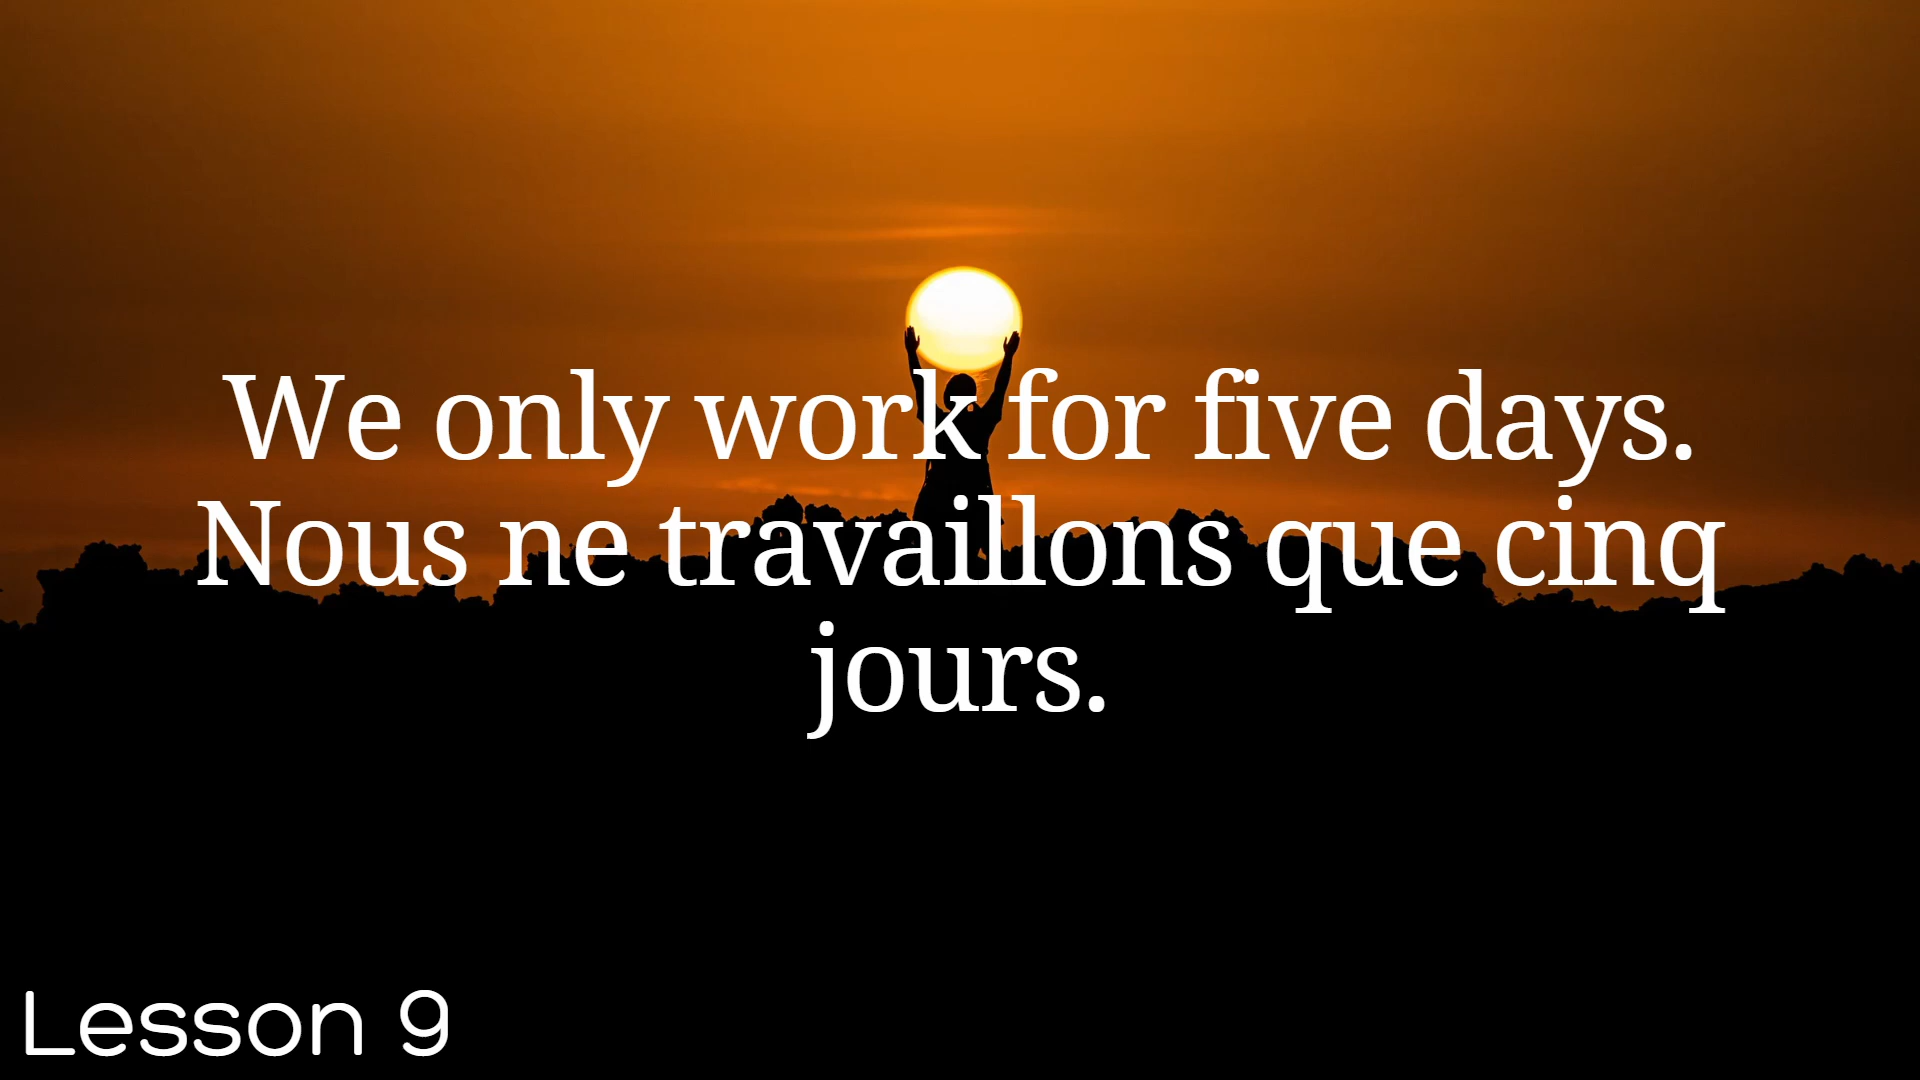 We only work for five days.
Nous ne travaillons que cinq
jours.
Lesson 9